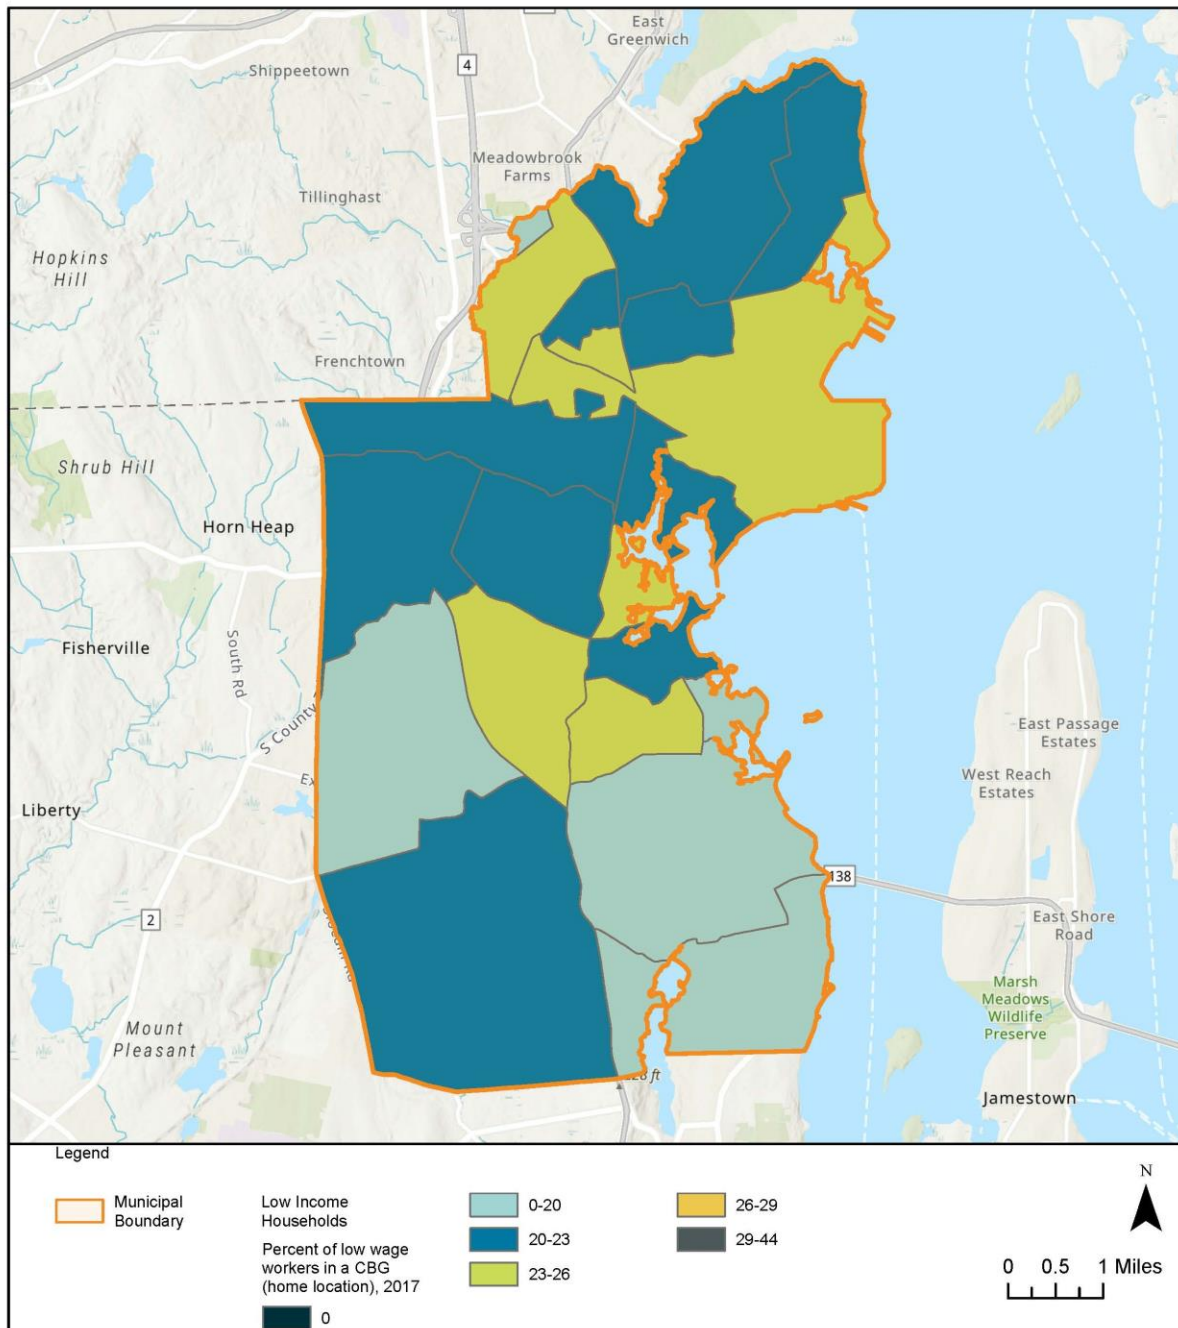 East
Greenwich
Shippeetown
4
Meadowbrook
Farms
Tillinghast
Hopkins
Hill
Frenchtown
Shrub Hill
Horn Heap
Fisherville
South Rd
S County
East Passage
Estates
West Reach
Estates
Ex
Liberty
138
2
East Shore
Road
Marsh
Meadows
Wildlife
Preserve
Mount
Pleasant
Jamestown
Legend
Municipal
Boundary
Low Income
Households
Percent of low wage
workers in a CBG
(home location), 2017
0
0-20
20-23
23-26
26-29
29-44
N
0 0.5 1 Miles